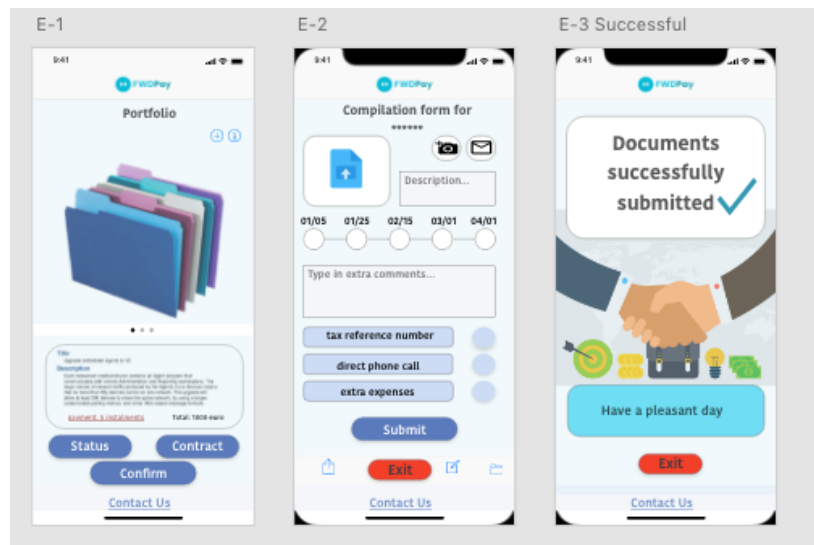 E-1
9:41
FWDPay
Portfolio
Title
Description
payment: 5 instalments Total: 1000 euro
Status Contract
Confirm
Contact Us
E-2
9:41
FWDPay
Compilation form for
******
Description...
01/05 01/25 02/15 03/01 04/01
Type in extra comments...
tax reference number
direct phone call
extra expenses
Submit
Exit
Contact Us
E-3 Successful
9:41
FWDPay
Documents
successfully
submitted
Have a pleasant day
Exit
Contact Us